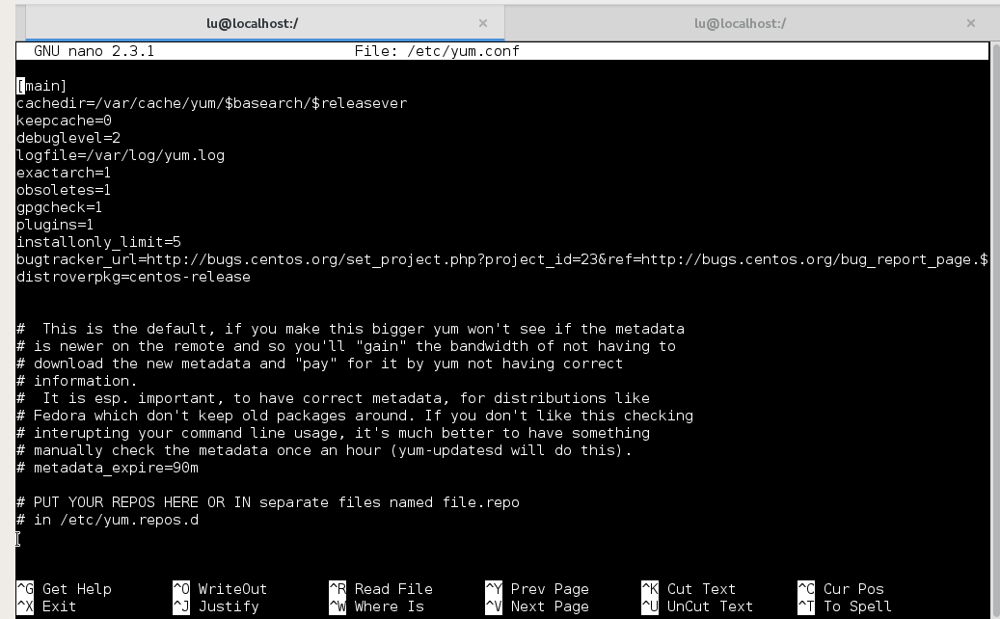 lu@localhost:/ × lu@localhost:/ ×
GNU nano 2.3.1 File: /etc/yum.conf
[main]
cachedir=/var/cache/yum/$basearch/$releasever
keepcache=0
debuglevel=2
logfile=/var/log/yum.log
exactarch=1
obsoletes=1
gpgcheck=1
plugins=1
installonly_limit=5
bugtracker_url=http://bugs.centos.org/set_project.php?project_id=23&ref=http://bugs.centos.org/bug_report_page.$
distroverpkg=centos-release
#  This is the default, if you make this bigger yum won't see if the metadata
# is newer on the remote and so you'll "gain" the bandwidth of not having to
# download the new metadata and "pay" for it by yum not having correct
# information.
#  It is esp. important, to have correct metadata, for distributions like
# Fedora which don't keep old packages around. If you don't like this checking
# interupting your command line usage, it's much better to have something
# manually check the metadata once an hour (yum-updatesd will do this).
# metadata_expire=90m
# PUT YOUR REPOS HERE OR IN separate files named file.repo
# in /etc/yum.repos.d
^G Get Help ^O WriteOut ^R Read File ^Y Prev Page ^K Cut Text ^C Cur Pos
^X Exit ^J Justify ^W Where Is ^V Next Page ^U UnCut Text ^T To Spell